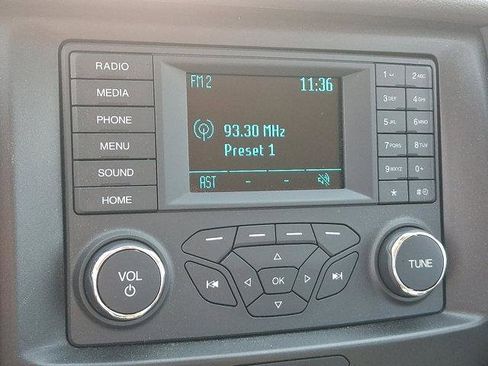 RADIO
MEDIA
PHONE
MENU
SOUND
HOME
FM2 11:36
93.30 MHz
Preset 1
AST - -
1 2ABC
3DEF 4GHI
5JKL 6MNO
7PQRS 8TUV
9WXYZ 0+
* #
VOL
OK
TUNE